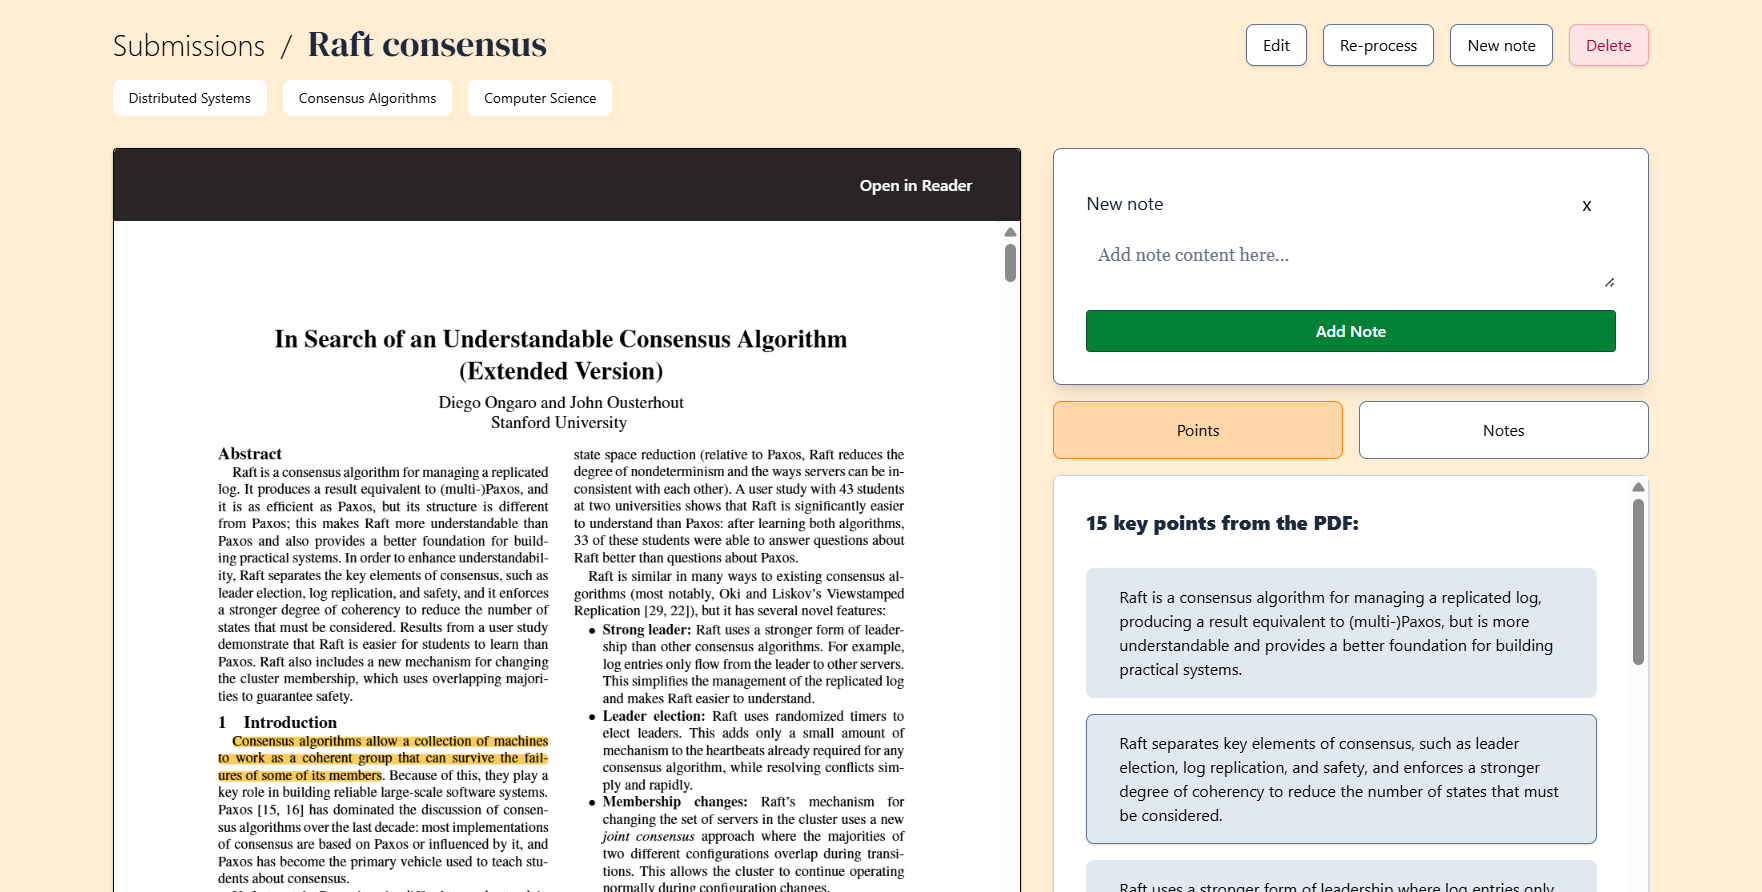 Submissions / Raft consensus
Edit
Re-process
New note
Delete
Distributed Systems
Consensus Algorithms
Computer Science
Open in Reader
In Search of an Understandable Consensus Algorithm
(Extended Version)
Diego Ongaro and John Ousterhout
Stanford University
Abstract
Raft is a consensus algorithm for managing a replicated
log. It produces a result equivalent to (multi-)Paxos, and
it is as efficient as Paxos, but its structure is different
from Paxos; this makes Raft more understandable than
Paxos and also provides a better foundation for build-
ing practical systems. In order to enhance understandabil-
ity, Raft separates the key elements of consensus, such as
leader election, log replication, and safety, and it enforces
a stronger degree of coherency to reduce the number of
states that must be considered. Results from a user study
demonstrate that Raft is easier for students to learn than
Paxos. Raft also includes a new mechanism for changing
the cluster membership, which uses overlapping majori-
ties to guarantee safety.
1 Introduction
Consensus algorithms allow a collection of machines
to work as a coherent group that can survive the fail-
ures of some of its members. Because of this, they play a
key role in building reliable large-scale software systems.
Paxos [15, 16] has dominated the discussion of consen-
sus algorithms over the last decade: most implementations
of consensus are based on Paxos or influenced by it, and
Paxos has become the primary vehicle used to teach stu-
dents about consensus.
state space reduction (relative to Paxos, Raft reduces the
degree of nondeterminism and the ways servers can be in-
consistent with each other). A user study with 43 students
at two universities shows that Raft is significantly easier
to understand than Paxos: after learning both algorithms,
33 of these students were able to answer questions about
Raft better than questions about Paxos.
Raft is similar in many ways to existing consensus al-
gorithms (most notably, Oki and Liskov's Viewstamped
Replication [29, 22]), but it has several novel features:
• Strong leader: Raft uses a stronger form of leader-
ship than other consensus algorithms. For example,
log entries only flow from the leader to other servers.
This simplifies the management of the replicated log
and makes Raft easier to understand.
• Leader election: Raft uses randomized timers to
elect leaders. This adds only a small amount of
mechanism to the heartbeats already required for any
consensus algorithm, while resolving conflicts sim-
ply and rapidly.
• Membership changes: Raft's mechanism for
changing the set of servers in the cluster uses a new
joint consensus approach where the majorities of
two different configurations overlap during transi-
tions. This allows the cluster to continue operating
normally during configuration changes.
New note
x
Add note content here...
Add Note
Points
Notes
15 key points from the PDF:
Raft is a consensus algorithm for managing a replicated log,
producing a result equivalent to (multi-)Paxos, but is more
understandable and provides a better foundation for building
practical systems.
Raft separates key elements of consensus, such as leader
election, log replication, and safety, and enforces a stronger
degree of coherency to reduce the number of states that must
be considered.
Raft uses a stronger form of leadership where log entries only